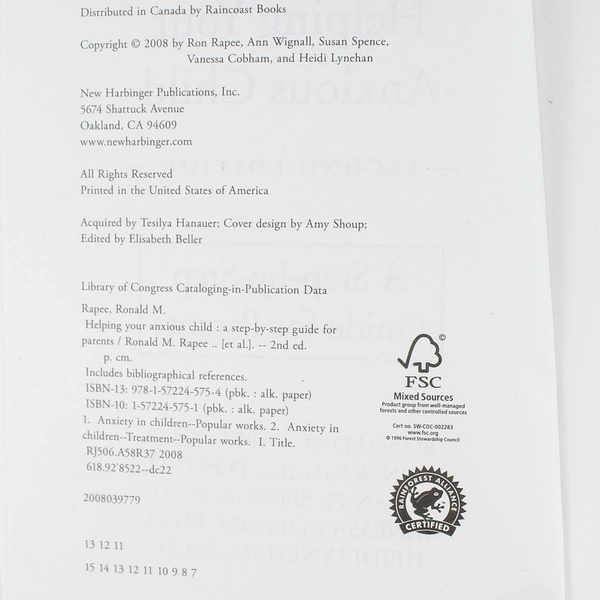 Distributed in Canada by Raincoast Books
Copyright © 2008 by Ron Rapee, Ann Wignall, Susan Spence,
Vanessa Cobham, and Heidi Lynehan
New Harbinger Publications, Inc.
5674 Shattuck Avenue
Oakland, CA 94609
www.newharbinger.com
All Rights Reserved
Printed in the United States of America
Acquired by Tesilya Hanauer; Cover design by Amy Shoup;
Edited by Elisabeth Beller
Library of Congress Cataloging-in-Publication Data
Rapee, Ronald M.
Helping your anxious child : a step-by-step guide for
parents / Ronald M. Rapee .. [et al.]. -- 2nd ed.
p. cm.
Includes bibliographical references.
ISBN-13: 978-1-57224-575-4 (pbk. : alk. paper)
ISBN-10: 1-57224-575-1 (pbk. : alk. paper)
1. Anxiety in children--Popular works. 2. Anxiety in
children--Treatment--Popular works. I. Title.
RJ506.A58R37 2008
618.92'8522--dc22
2008039779
13 12 11
15 14 13 12 11 10 9 8 7
©
FSC
Mixed Sources
Product group from well-managed
forests and other controlled sources
Cert no. SW-COC-002283
www.fsc.org
© 1996 Forest Stewardship Council
RAINFOREST ALLIANCE
CERTIFIED